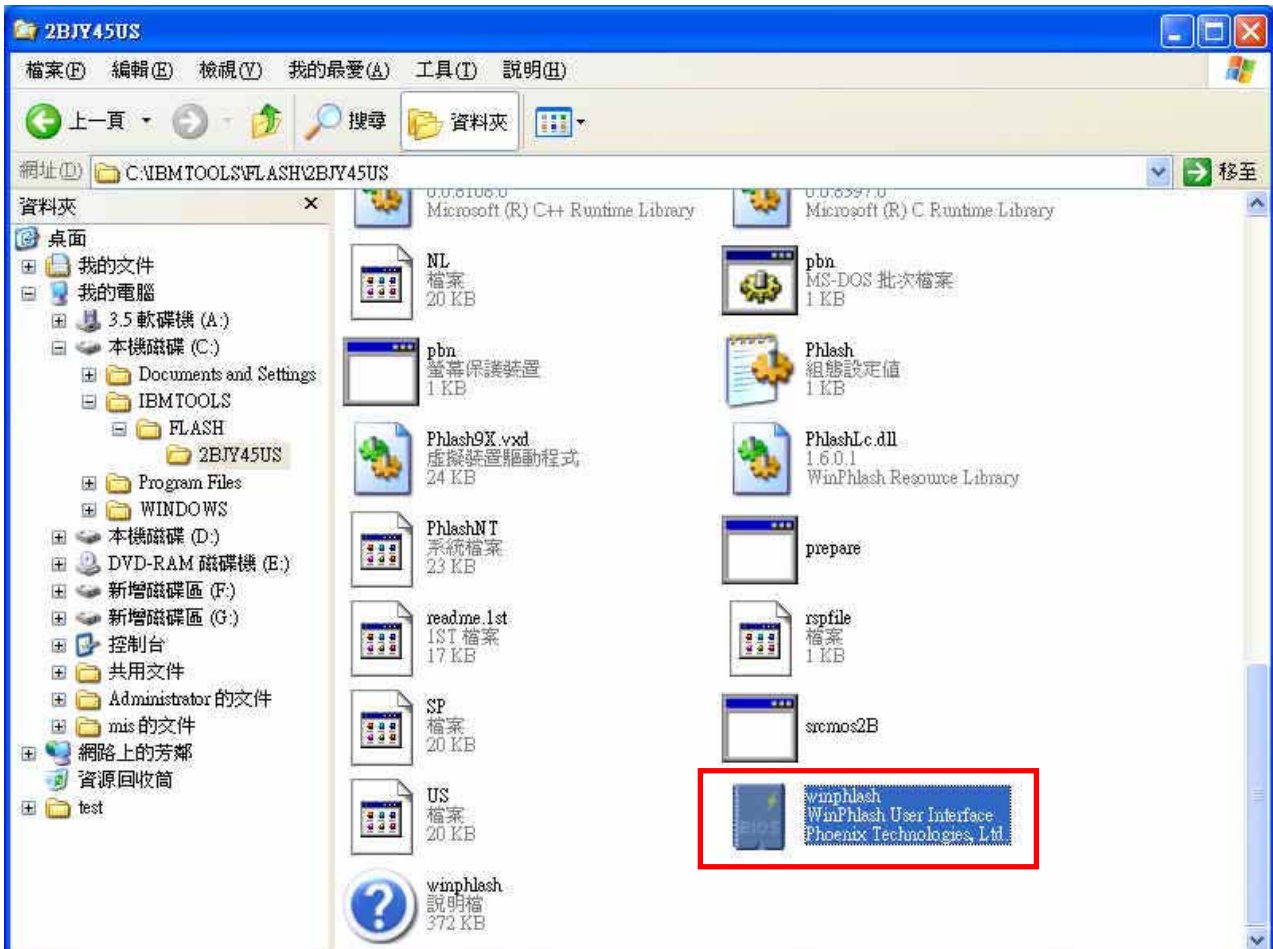 2BJY45US
檔案(F) 編輯(E) 檢視(V) 我的最愛(A) 工具(T) 說明(H)
上一頁 搜尋 資料夾
網址(D) C:\IBMTOOLS\FLASH\2BJY45US 移至
資料夾
桌面
我的文件
我的電腦
3.5 軟碟機 (A:)
本機磁碟 (C:)
Documents and Settings
IBMTOOLS
FLASH
2BJY45US
Program Files
WINDOWS
本機磁碟 (D:)
DVD-RAM 磁碟機 (E:)
新增磁碟區 (F:)
新增磁碟區 (G:)
控制台
共用文件
Administrator 的文件
mis 的文件
網路上的芳鄰
資源回收筒
test
Microsoft (R) C++ Runtime Library
Microsoft (R) C Runtime Library
NL
檔案
20 KB
pbn
MS-DOS 批次檔案
1 KB
pbn
螢幕保護裝置
1 KB
Phlash
組態設定值
1 KB
Phlash9X.vxd
虛擬裝置驅動程式
24 KB
PhlashLc.dll
1.6.0.1
WinPhlash Resource Library
PhlashNT
系統檔案
23 KB
prepare
readme.1st
1ST 檔案
17 KB
rspfile
檔案
1 KB
SP
檔案
20 KB
srcmos2B
US
檔案
20 KB
winphlash
WinPhlash User Interface
Phoenix Technologies, Ltd.
BIOS
winphlash
說明檔
372 KB